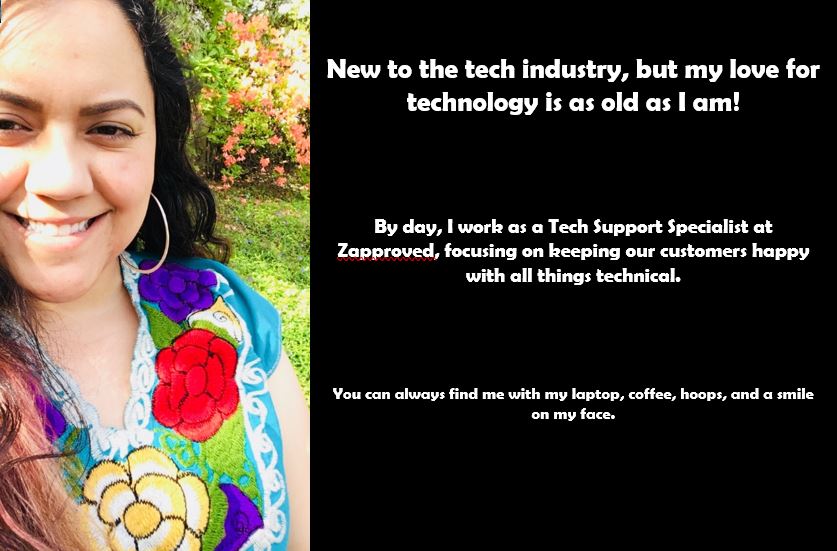 New to the tech industry, but my love for
technology is as old as I am!
By day, I work as a Tech Support Specialist at
Zapproved, focusing on keeping our customers happy
with all things technical.
You can always find me with my laptop, coffee, hoops, and a smile
on my face.